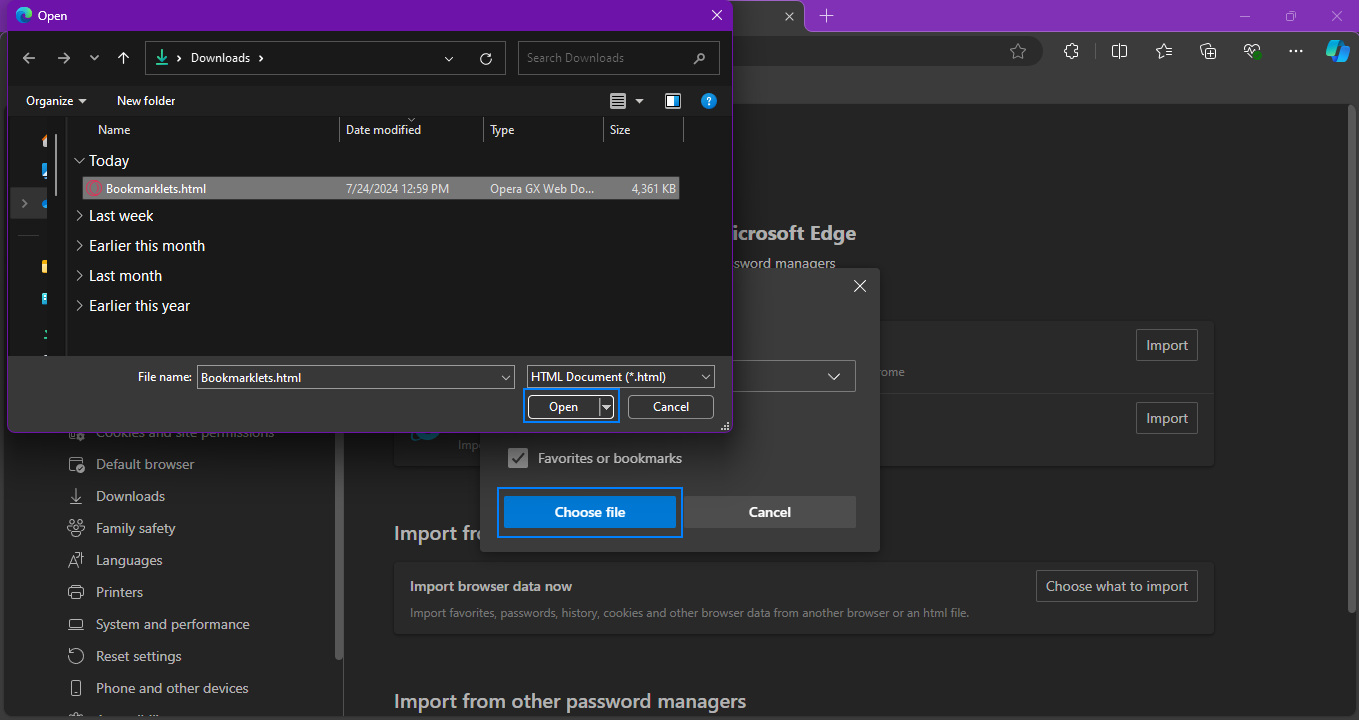 Open
Downloads
Search Downloads
Organize
New folder
?
Name
Date modified
Type
Size
Today
Bookmarklets.html
7/24/2024 12:59 PM
Opera GX Web Do...
4,361 KB
Last week
Earlier this month
Last month
Earlier this year
File name:
Bookmarklets.html
HTML Document (*.html)
Open
Cancel
icrosoft Edge
sword managers
Import
ome
Import
Favorites or bookmarks
Choose file
Cancel
Cookies and site permissions
Default browser
Downloads
Family safety
Languages
Printers
System and performance
Reset settings
Phone and other devices
Import browser data now
Import favorites, passwords, history, cookies and other browser data from another browser or an html file.
Choose what to import
Import from other password managers